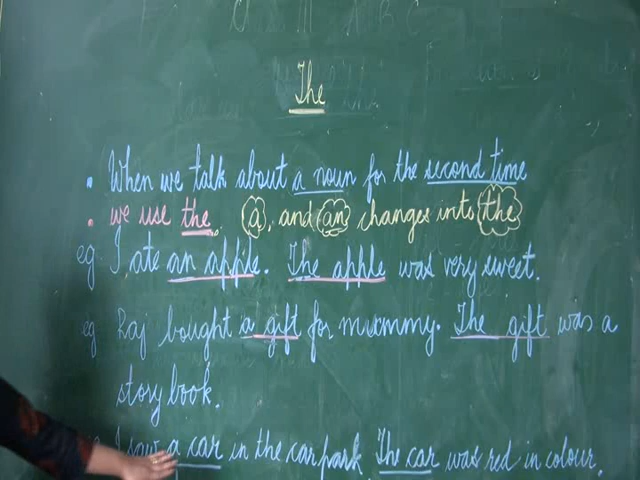 The
• When we talk about a noun for the second time
• we use the. a, and an changes into the
eg I ate an apple. The apple was very sweet.
eg Raj bought a gift for mummy. The gift was a
story book.
I saw a car in the car park. The car was red in colour.